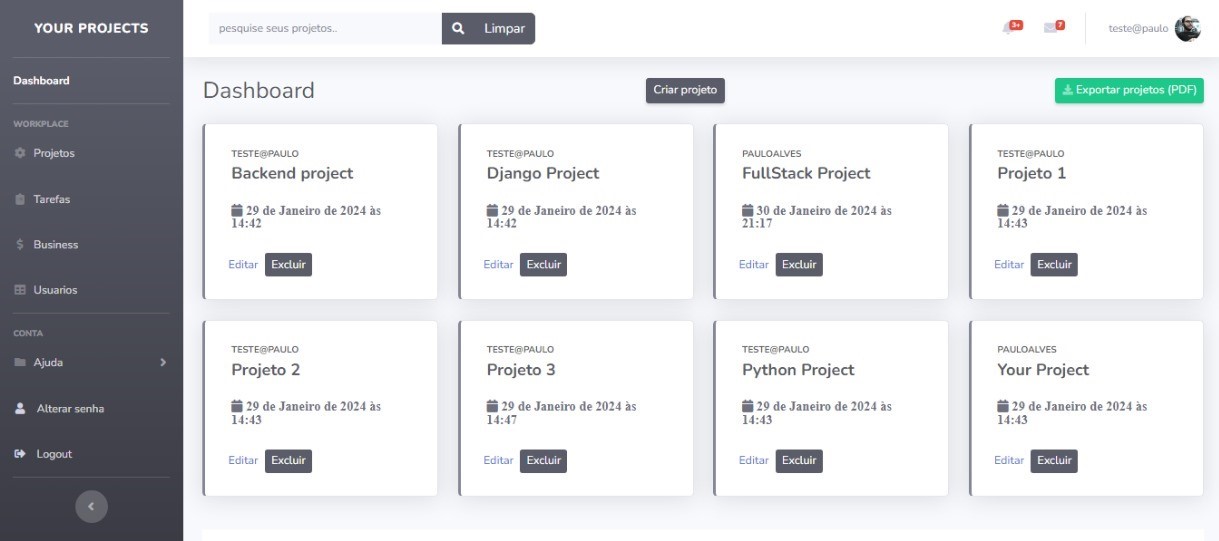 YOUR PROJECTS
Dashboard
WORKPLACE
Projetos
Tarefas
Business
Usuarios
CONTA
Ajuda
Alterar senha
Logout
pesquise seus projetos..
Limpar
3+
7
teste@paulo
Dashboard
Criar projeto
Exportar projetos (PDF)
TESTE@PAULO
Backend project
29 de Janeiro de 2024 às
14:42
Editar Excluir
TESTE@PAULO
Django Project
29 de Janeiro de 2024 às
14:42
Editar Excluir
PAULOALVES
FullStack Project
30 de Janeiro de 2024 às
21:17
Editar Excluir
TESTE@PAULO
Projeto 1
29 de Janeiro de 2024 às
14:43
Editar Excluir
TESTE@PAULO
Projeto 2
29 de Janeiro de 2024 às
14:43
Editar Excluir
TESTE@PAULO
Projeto 3
29 de Janeiro de 2024 às
14:47
Editar Excluir
TESTE@PAULO
Python Project
29 de Janeiro de 2024 às
14:43
Editar Excluir
PAULOALVES
Your Project
29 de Janeiro de 2024 às
14:43
Editar Excluir